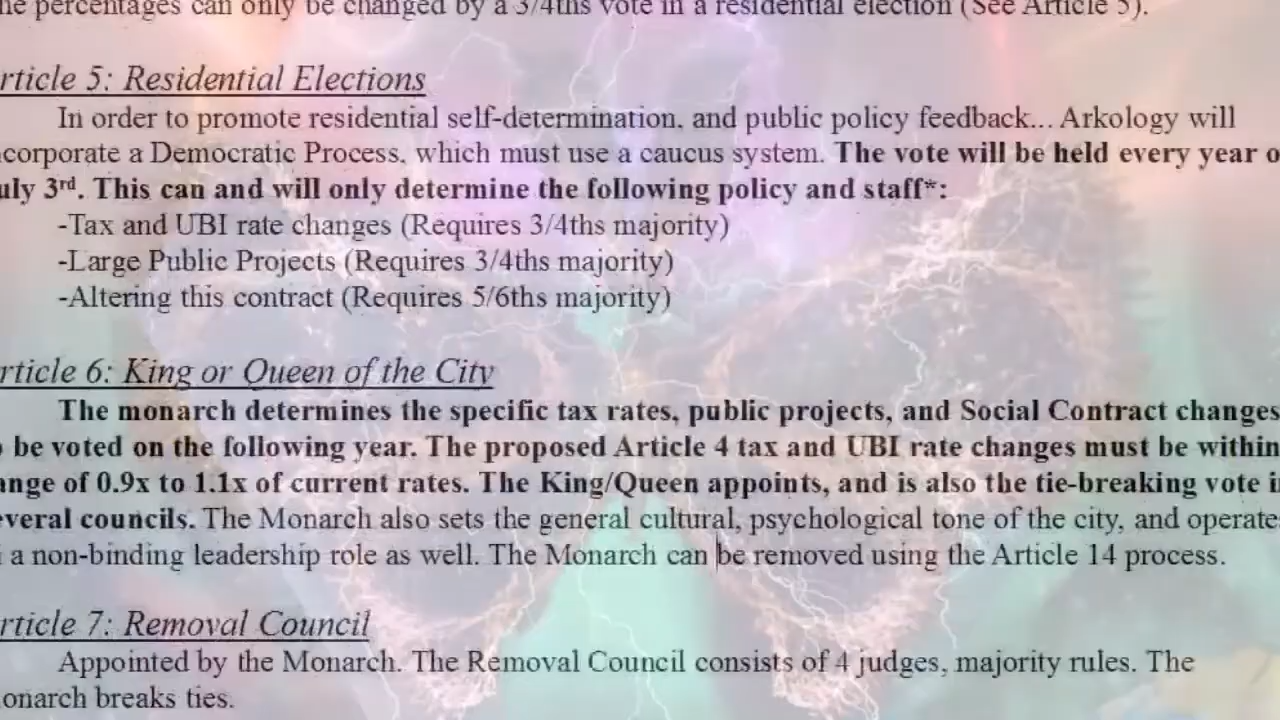 he percentages can only be changed by a 3/4ths vote in a residential election (See Article 5).
rticle 5: Residential Elections
In order to promote residential self-determination, and public policy feedback... Arkology will
corporate a Democratic Process, which must use a caucus system. The vote will be held every year o
uly 3rd. This can and will only determine the following policy and staff*:
-Tax and UBI rate changes (Requires 3/4ths majority)
-Large Public Projects (Requires 3/4ths majority)
-Altering this contract (Requires 5/6ths majority)
rticle 6: King or Queen of the City
The monarch determines the specific tax rates, public projects, and Social Contract changes
o be voted on the following year. The proposed Article 4 tax and UBI rate changes must be within
ange of 0.9x to 1.1x of current rates. The King/Queen appoints, and is also the tie-breaking vote i
everal councils. The Monarch also sets the general cultural, psychological tone of the city, and operate
a non-binding leadership role as well. The Monarch can be removed using the Article 14 process.
rticle 7: Removal Council
Appointed by the Monarch. The Removal Council consists of 4 judges, majority rules. The
onarch breaks ties.